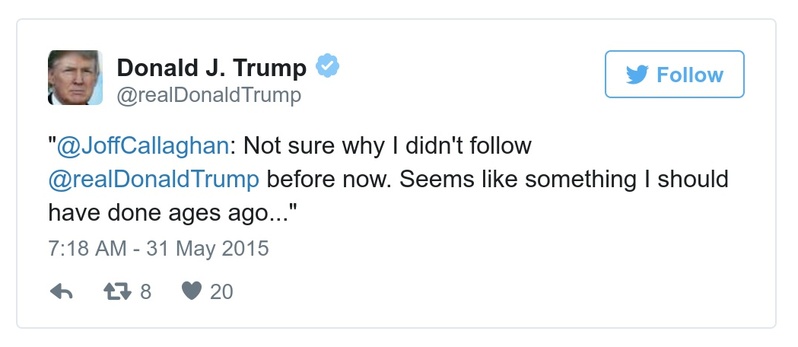 Donald J. Trump
@realDonaldTrump
Follow
"@JoffCallaghan: Not sure why I didn't follow
@realDonaldTrump before now. Seems like something I should
have done ages ago..."
7:18 AM - 31 May 2015
8 20